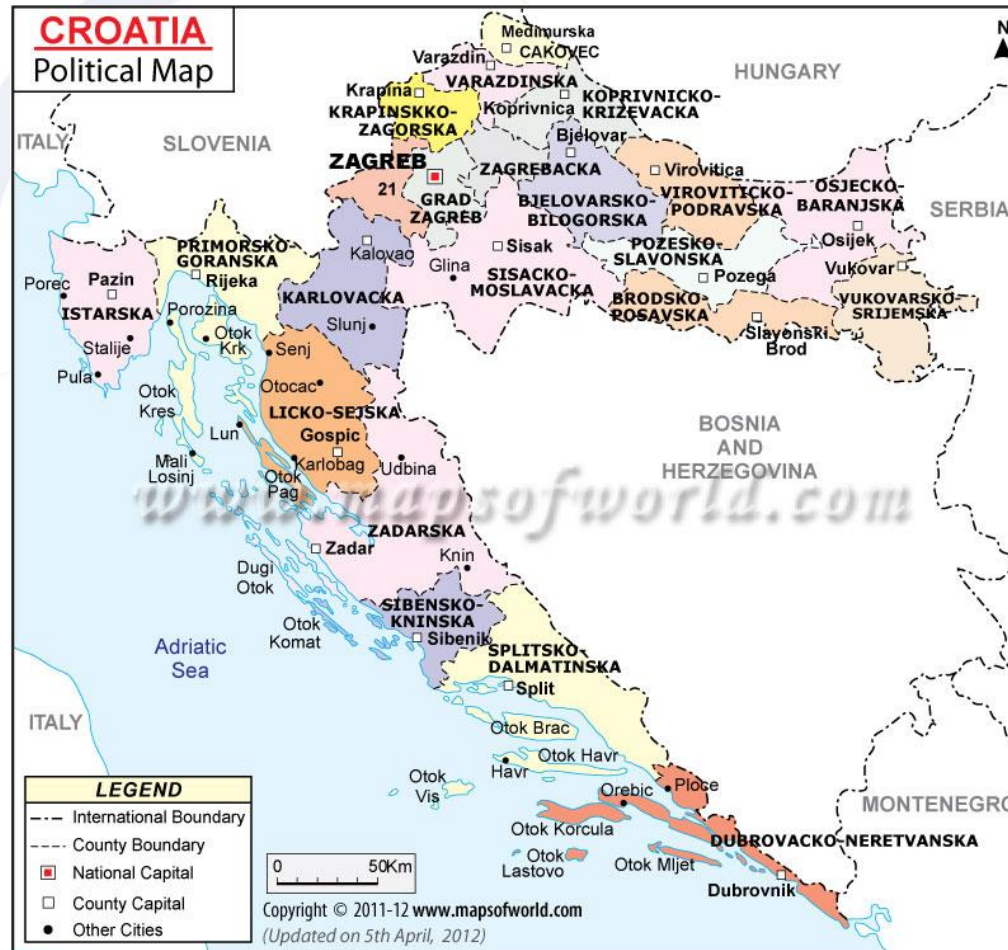 CROATIA
Political Map
N
Medimurska
CAKOVEC
Varazdin
VARAZDINSKA
HUNGARY
Krapina
KRAPINSKKO-
ZAGORSKA
Koprivnica
KOPRIVNICKO-
KRIZEVACKA
ITALY
SLOVENIA
Bjelovar
ZAGREB
21
ZAGREBACKA
Virovitica
GRAD
ZAGREB
BJELOVARSKO-
BILOGORSKA
VIROVITICKO-
PODRAVSKA
OSJECKO-
BARANJSKA
SERBIA
PRIMORSKO-
GORANSKA
Rijeka
Kalovac
Sisak
POZESKO-
SLAVONSKA
Osijek
Pazin
Porec
ISTARSKA
Porozina
KARLOVACKA
Glina
SISACKO-
MOSLAVACKA
Pozega
Vukovar
BRODSKO-
POSAVSKA
VUKOVARSKO-
SRIJEMSKA
Stalije
Otok
Krk
Senj
Slunj
Slavonski
Brod
Pula
Otok
Kres
Otocac
LICKO-SEJSKA
BOSNIA
AND
HERZEGOVINA
Lun
Gospic
Mali
Losinj
Karlobag
Udbina
Otok
Pag
www.mapsofworld.com
ZADARSKA
Zadar
Knin
Dugi
Otok
SIBENSKO-
KNINSKA
Otok
Komat
Sibenik
Adriatic
Sea
SPLITSKO-
DALMATINSKA
Split
ITALY
Otok Brac
Otok Havr
Havr
Otok
Vis
Ploce
Orebic
MONTENEGRO
Otok Korcula
DUBROVACKO-NERETVANSKA
Otok
Lastovo
Otok Mljet
Dubrovnik
LEGEND
International Boundary
County Boundary
National Capital
County Capital
Other Cities
0 50Km
Copyright © 2011-12 www.mapsofworld.com
(Updated on 5th April, 2012)